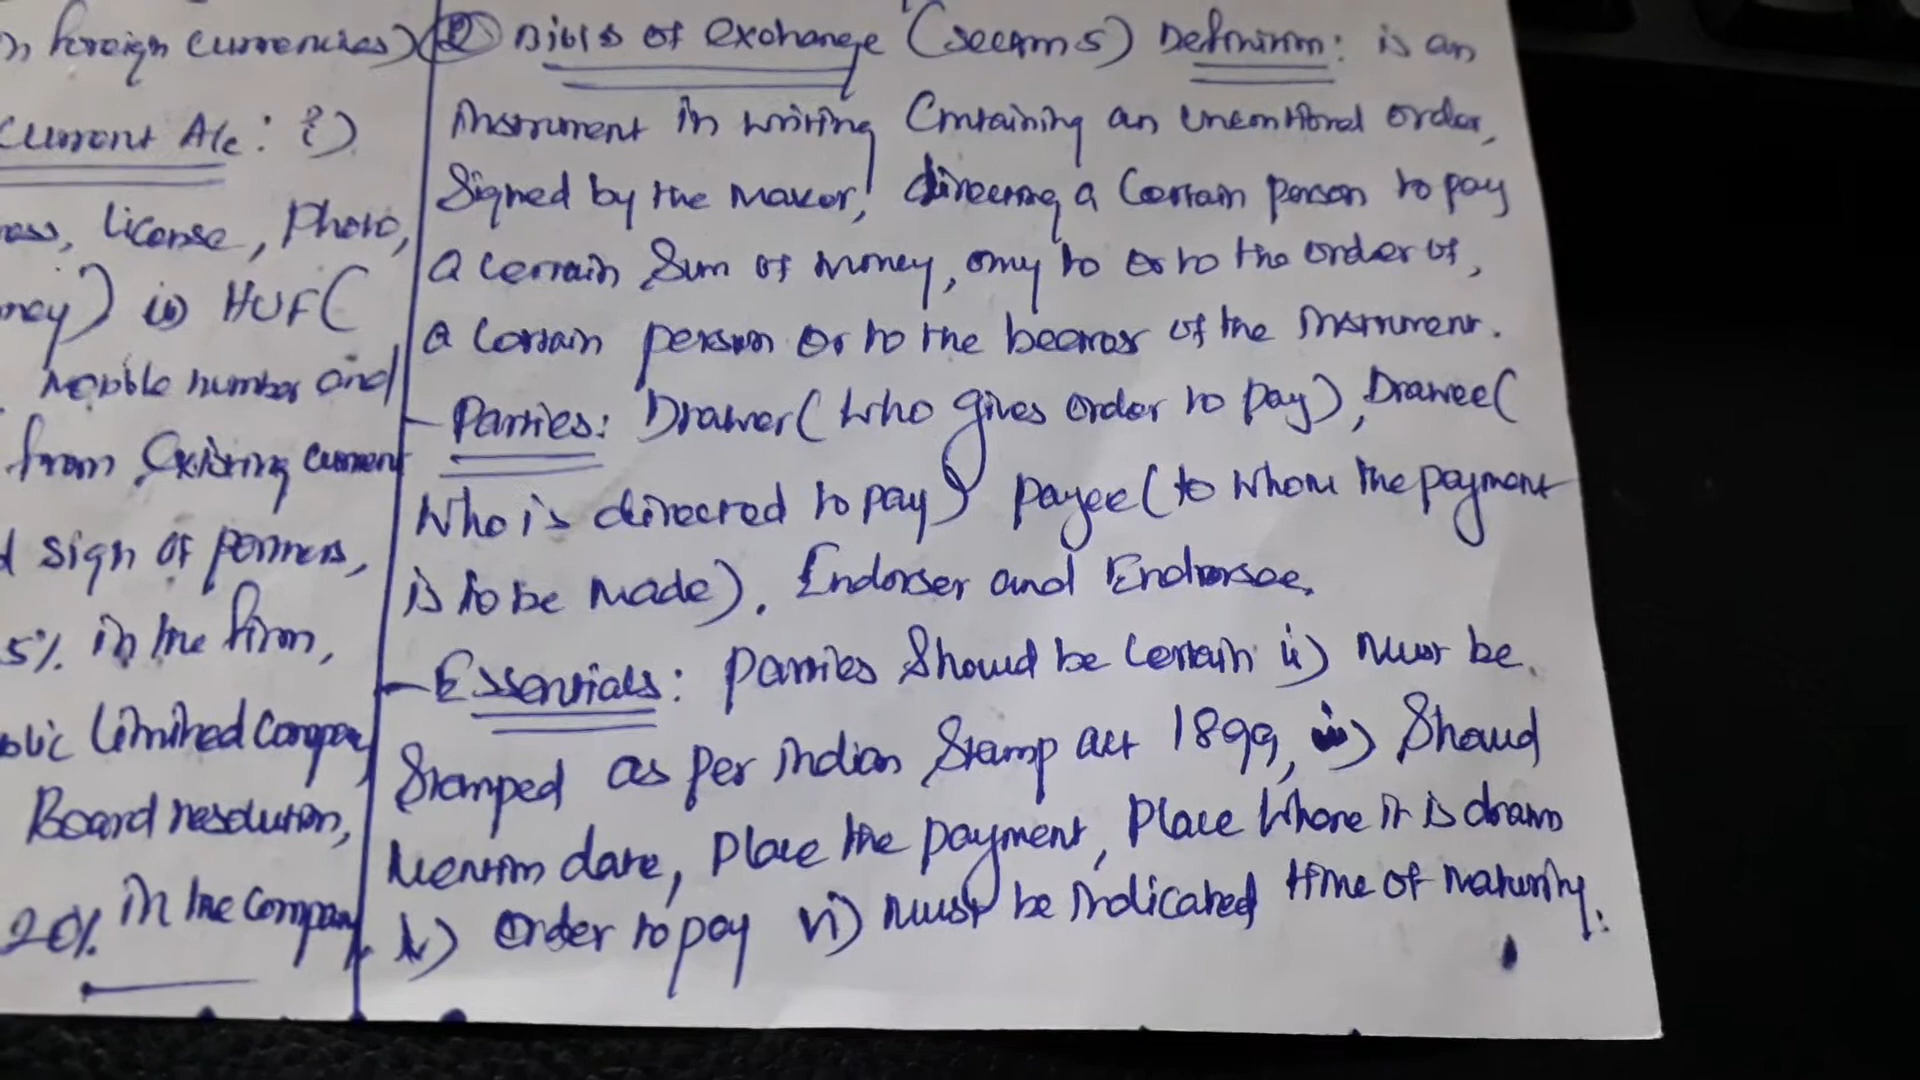 in foreign currencies)
Current A/c: i)
License, Photo,
ii) HUF(
Mobile number and
from Existing current
sign of partners,
5% in the firm,
Limited Company
Board resolution,
20% in the company.
② Bills of exchange (sec 5) Definition: is an
Instrument in writing Containing an unconditional order,
Signed by the maker, directing a Certain person to pay
a certain Sum of money, only to or to the order of,
a Certain person or to the bearer of the Instrument.
- Parties: Drawer (who gives order to pay), Drawee(
Who is directed to pay) payee (to whom the payment
is to be made). Endorser and Endorsee.
- Essentials: parties Should be Certain ii) Must be
Stamped as per Indian Stamp act 1899, iii) Should
Mention date, Place the payment, Place where it is drawn
v) order to pay vi) must be indicated time of maturity.